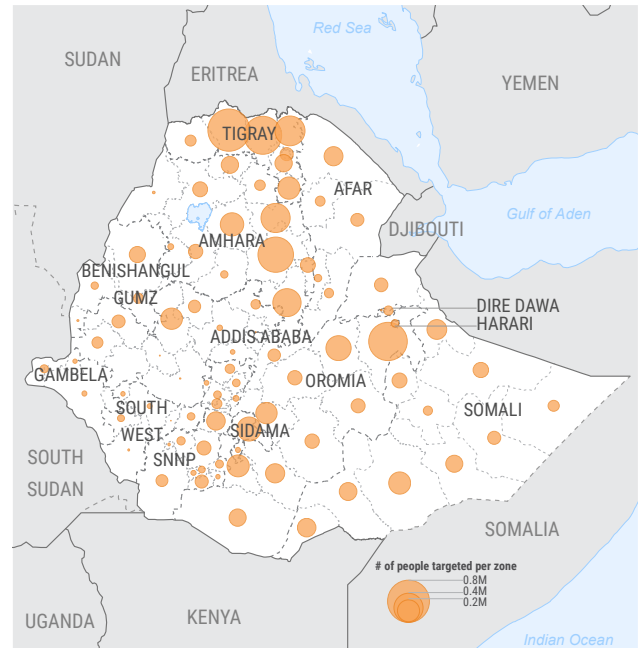 Red Sea
SUDAN
ERITREA
YEMEN
TIGRAY
AFAR
Gulf of Aden
DJIBOUTI
AMHARA
BENISHANGUL
GUMZ
DIRE DAWA
HARARI
ADDIS ABABA
GAMBELA
OROMIA
SOUTH
WEST
SOMALI
SIDAMA
SNNP
SOUTH
SUDAN
SOMALIA
# of people targeted per zone
0.8M
0.4M
0.2M
UGANDA
KENYA
Indian Ocean